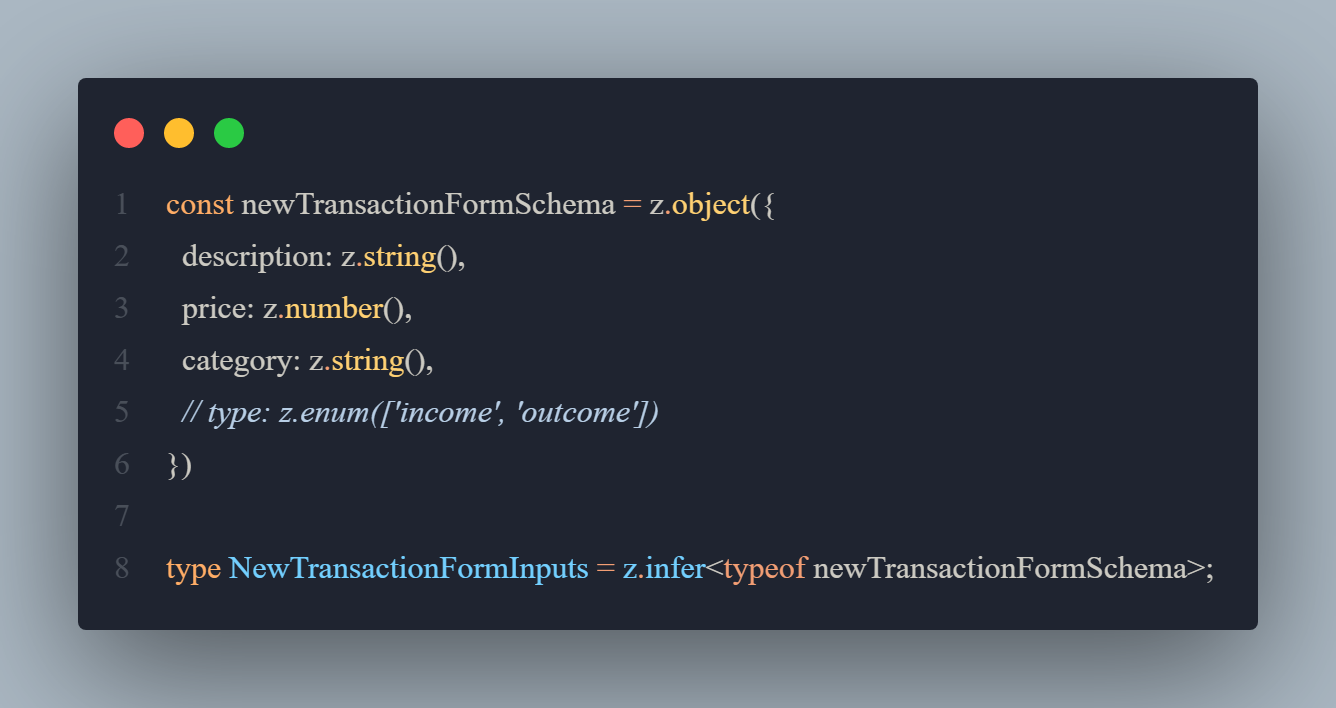 1 const newTransactionFormSchema = z.object({
2 description: z.string(),
3 price: z.number(),
4 category: z.string(),
5 // type: z.enum(['income', 'outcome'])
6 })
7
8 type NewTransactionFormInputs = z.infer<typeof newTransactionFormSchema>;